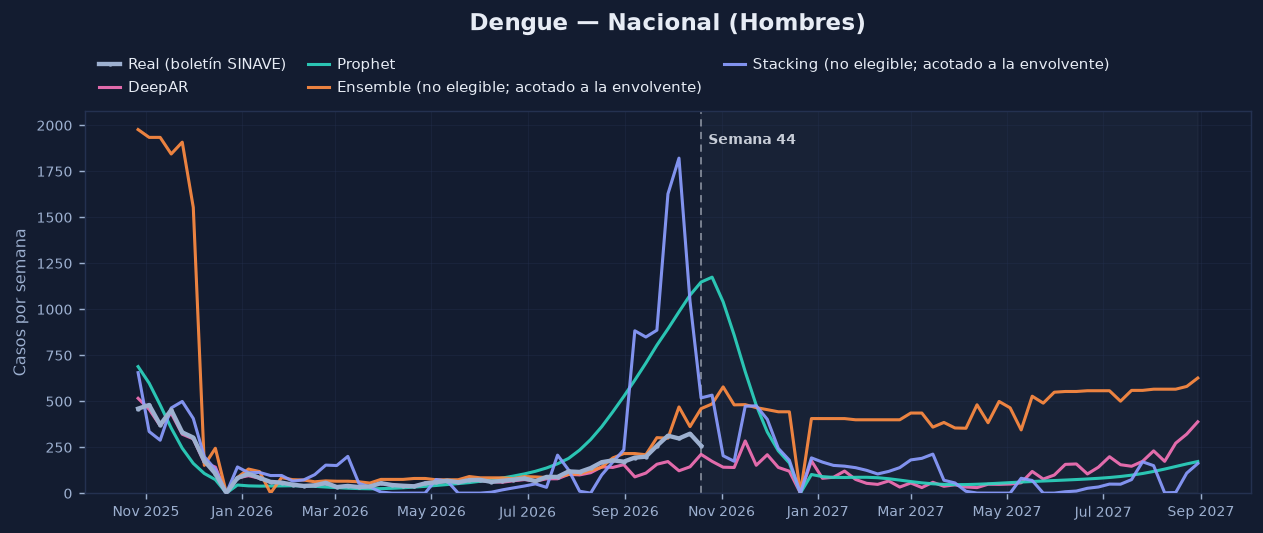 Dengue — Nacional (Hombres)
Real (boletín SINAVE)
Prophet
Stacking (no elegible; acotado a la envolvente)
DeepAR
Ensemble (no elegible; acotado a la envolvente)
Semana 44
Casos por semana
2000
1750
1500
1250
1000
750
500
250
0
Nov 2025
Jan 2026
Mar 2026
May 2026
Jul 2026
Sep 2026
Nov 2026
Jan 2027
Mar 2027
May 2027
Jul 2027
Sep 2027